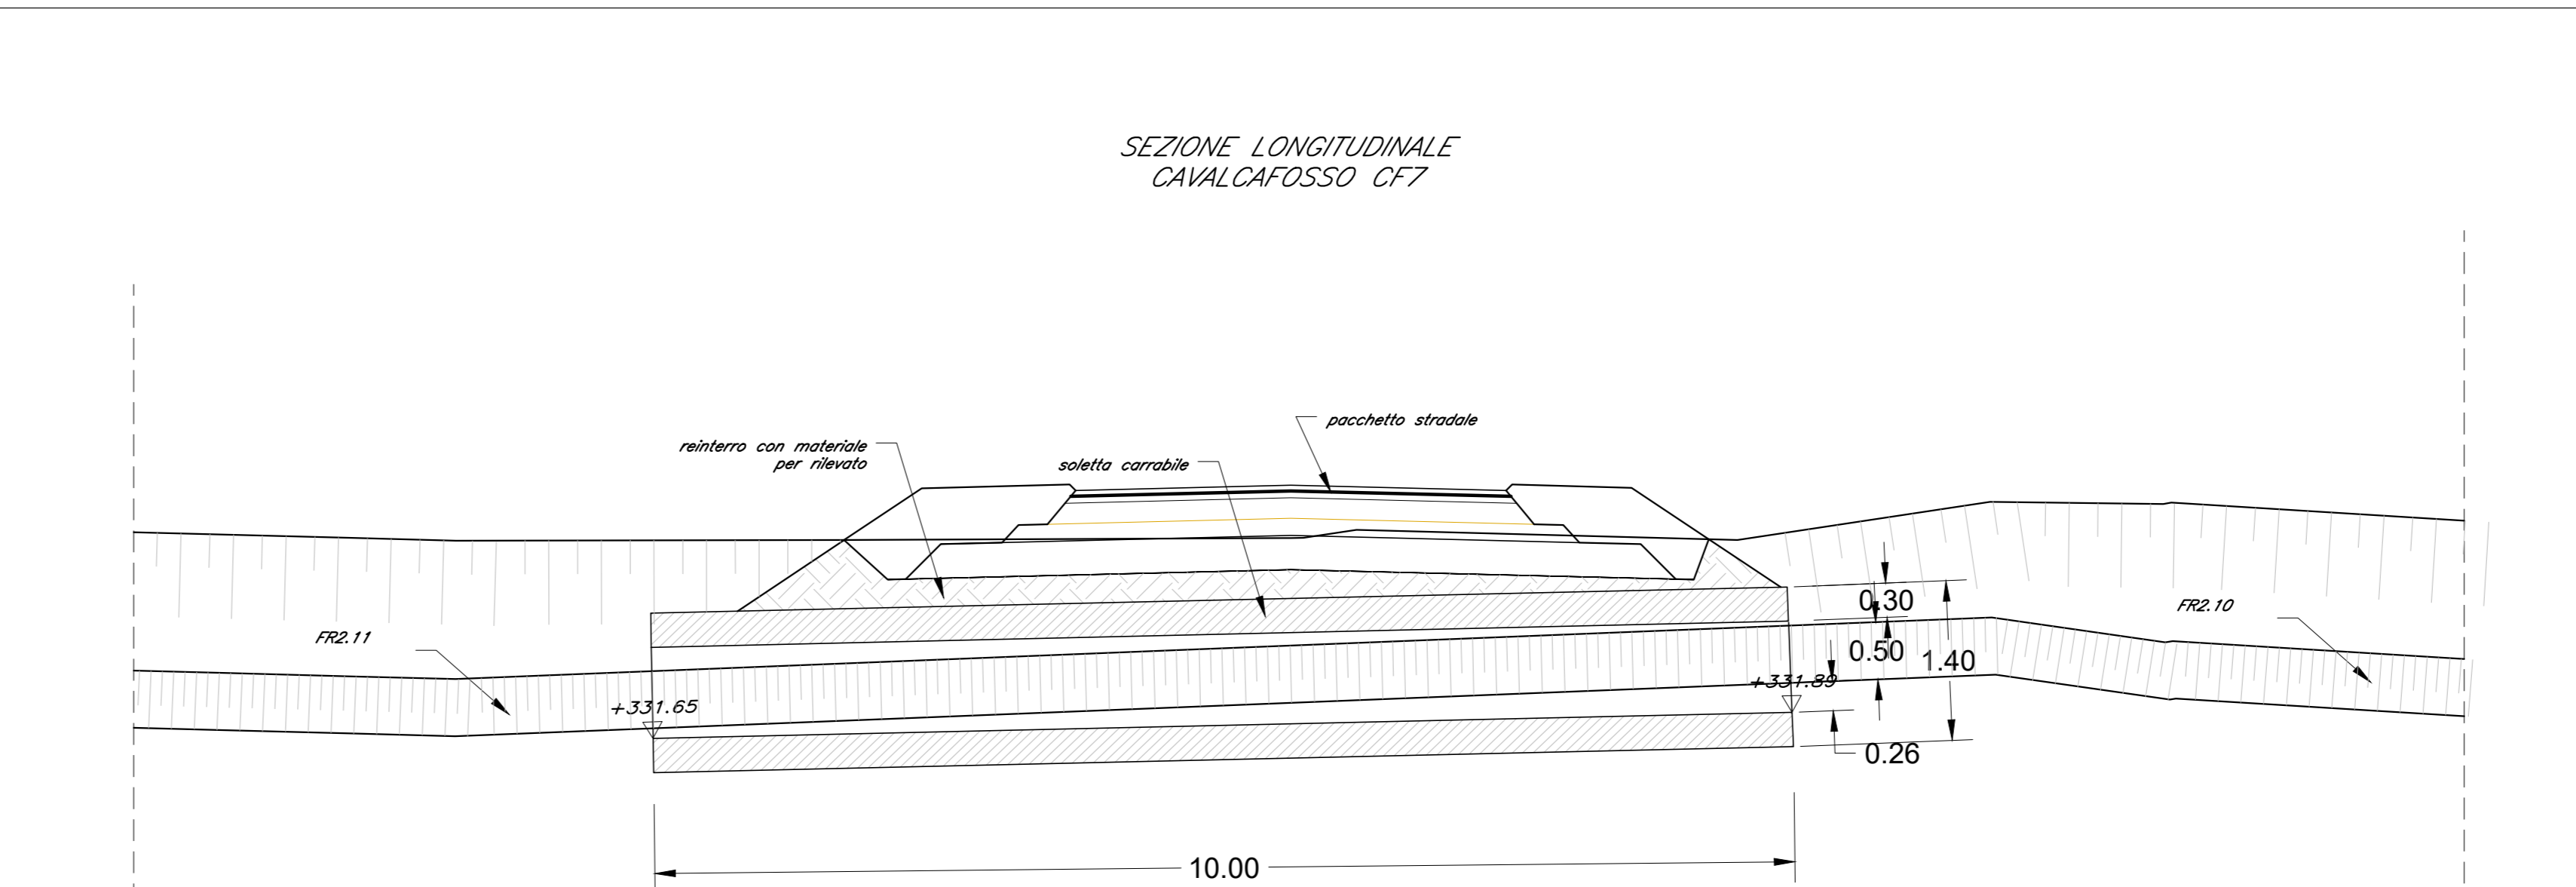 SEZIONE LONGITUDINALE
CAVALCAFOSSO CF7
pacchetto stradale
reinterro con materiale
per rilevato
soletta carrabile
FR2.11
FR2.10
0.30
0.50
1.40
+331.89
+331.65
0.26
10.00